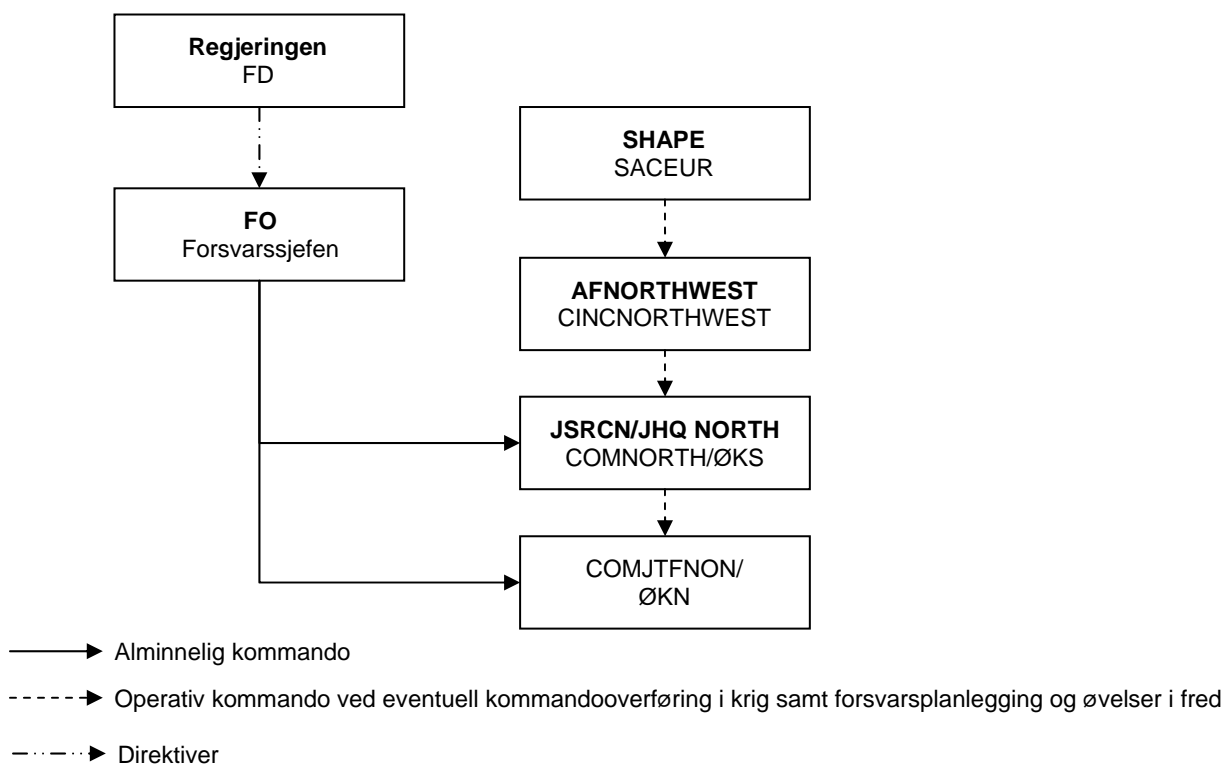 Regjeringen
FD
SHAPE
SACEUR
FO
Forsvarssjefen
AFNORTHWEST
CINCNORTHWEST
JSRCN/JHQ NORTH
COMNORTH/ØKS
COMJTFNON/
ØKN
Alminnelig kommando
Operativ kommando ved eventuell kommandooverføring i krig samt forsvarsplanlegging og øvelser i fred
Direktiver